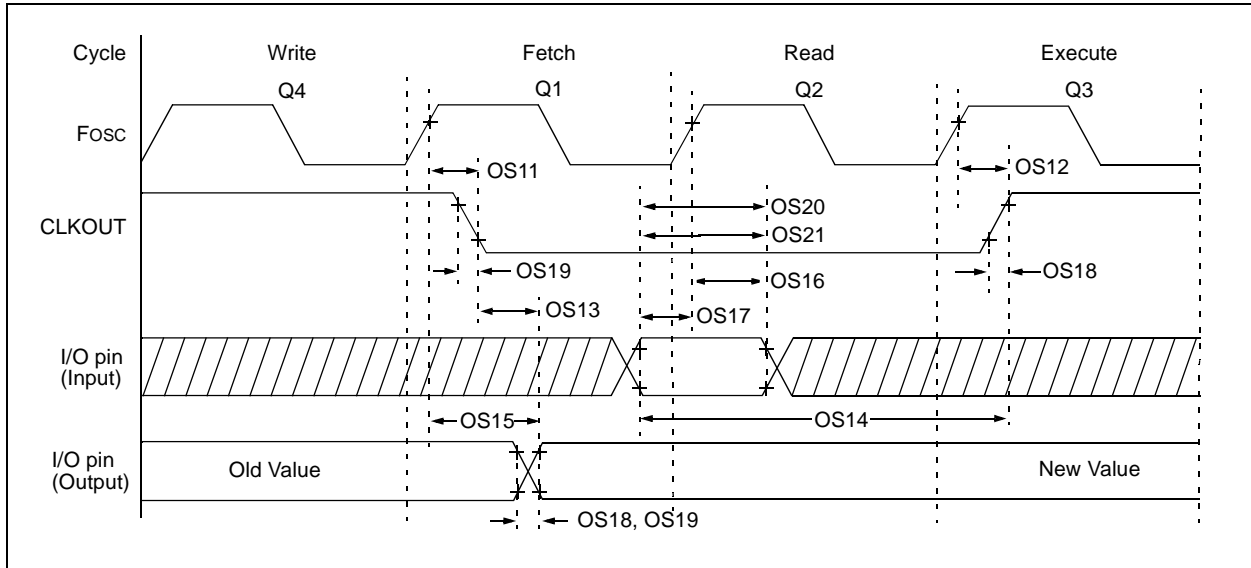 Cycle Write Fetch Read Execute
Q4 Q1 Q2 Q3
Fosc
OS11 OS12
OS20
CLKOUT
OS21
OS19 OS18
OS16
OS13 OS17
I/O pin
(Input)
OS15 OS14
I/O pin
(Output)
Old Value New Value
OS18, OS19